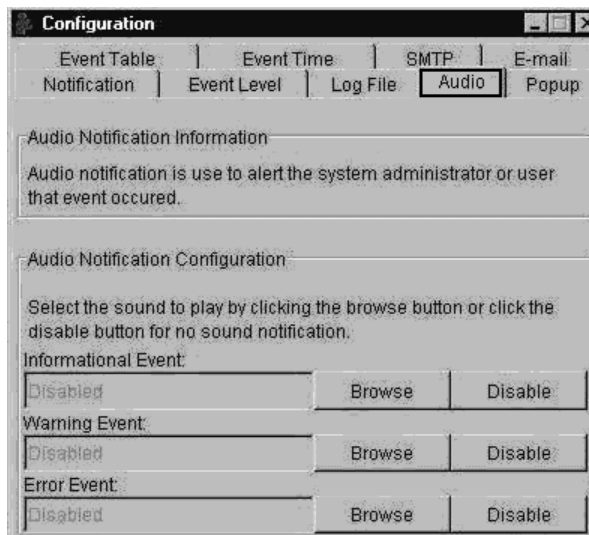 Configuration
Event Table Event Time SMTP E-mail
Notification Event Level Log File Audio Popup
Audio Notification Information
Audio notification is use to alert the system administrator or user
that event occured.
Audio Notification Configuration
Select the sound to play by clicking the browse button or click the
disable button for no sound notification.
Informational Event:
Disabled Browse Disable
Warning Event:
Disabled Browse Disable
Error Event:
Disabled Browse Disable